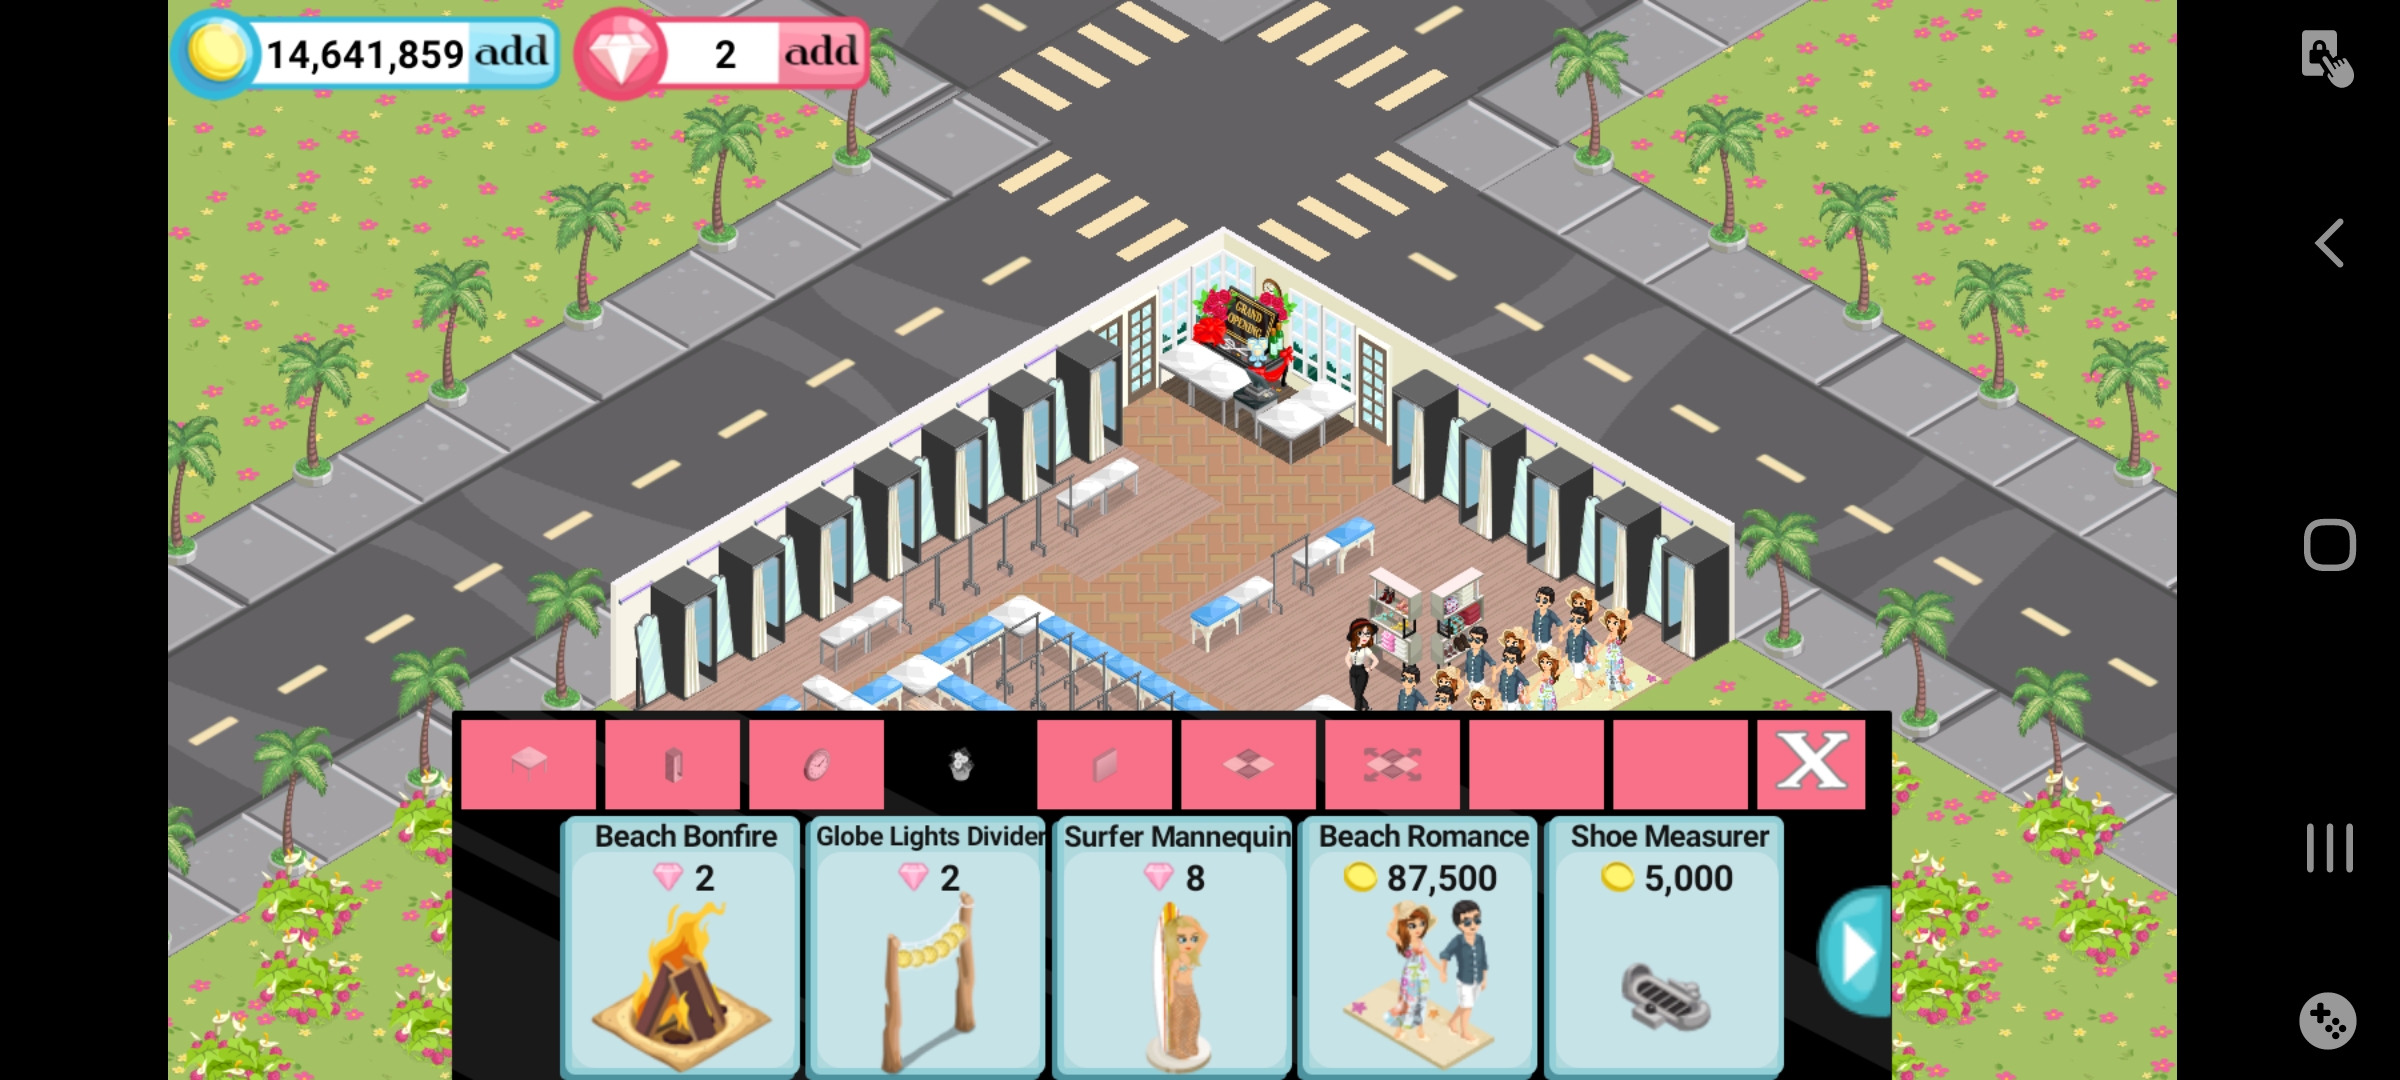 14,641,859 add
2 add
GRAND
OPENING
X
Beach Bonfire
2
Globe Lights Divider
2
Surfer Mannequin
8
Beach Romance
87,500
Shoe Measurer
5,000